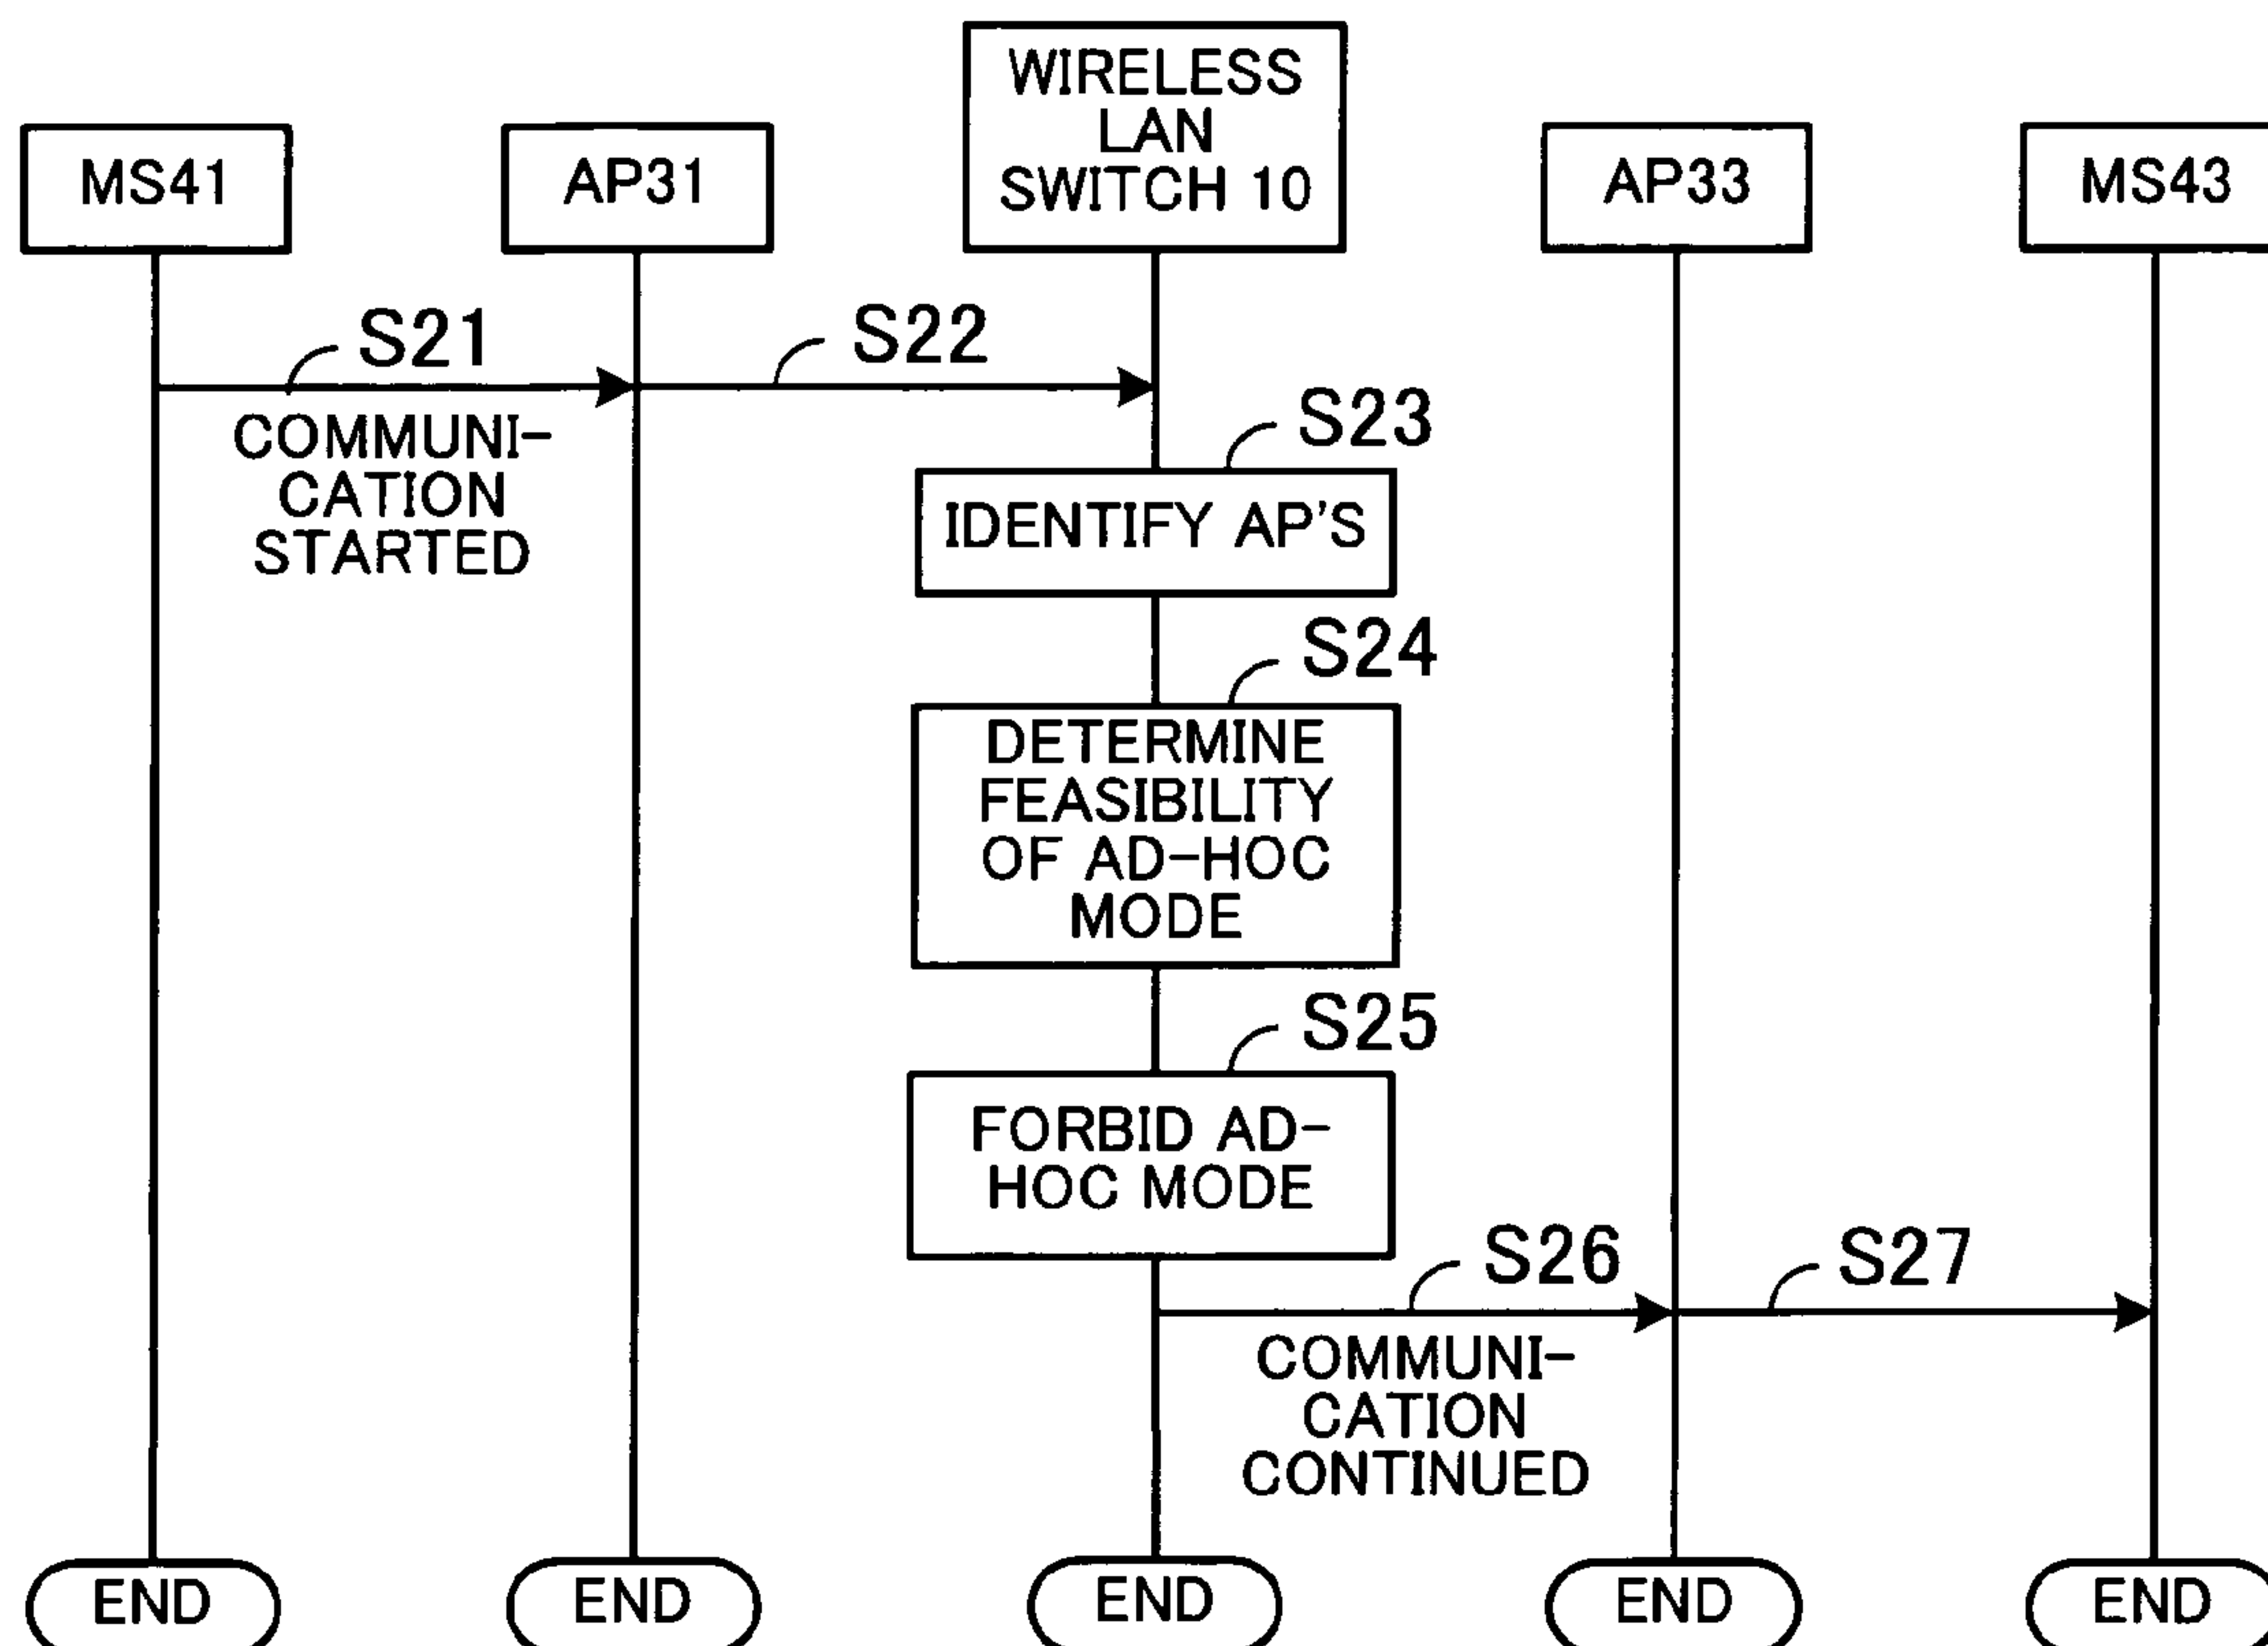 WIRELESS
LAN
SWITCH 10
MS41
AP31
AP33
MS43
S21
S22
COMMUNI-
CATION
STARTED
S23
IDENTIFY AP'S
S24
DETERMINE
FEASIBILITY
OF AD-HOC
MODE
S25
FORBID AD-
HOC MODE
S26
S27
COMMUNI-
CATION
CONTINUED
END
END
END
END
END